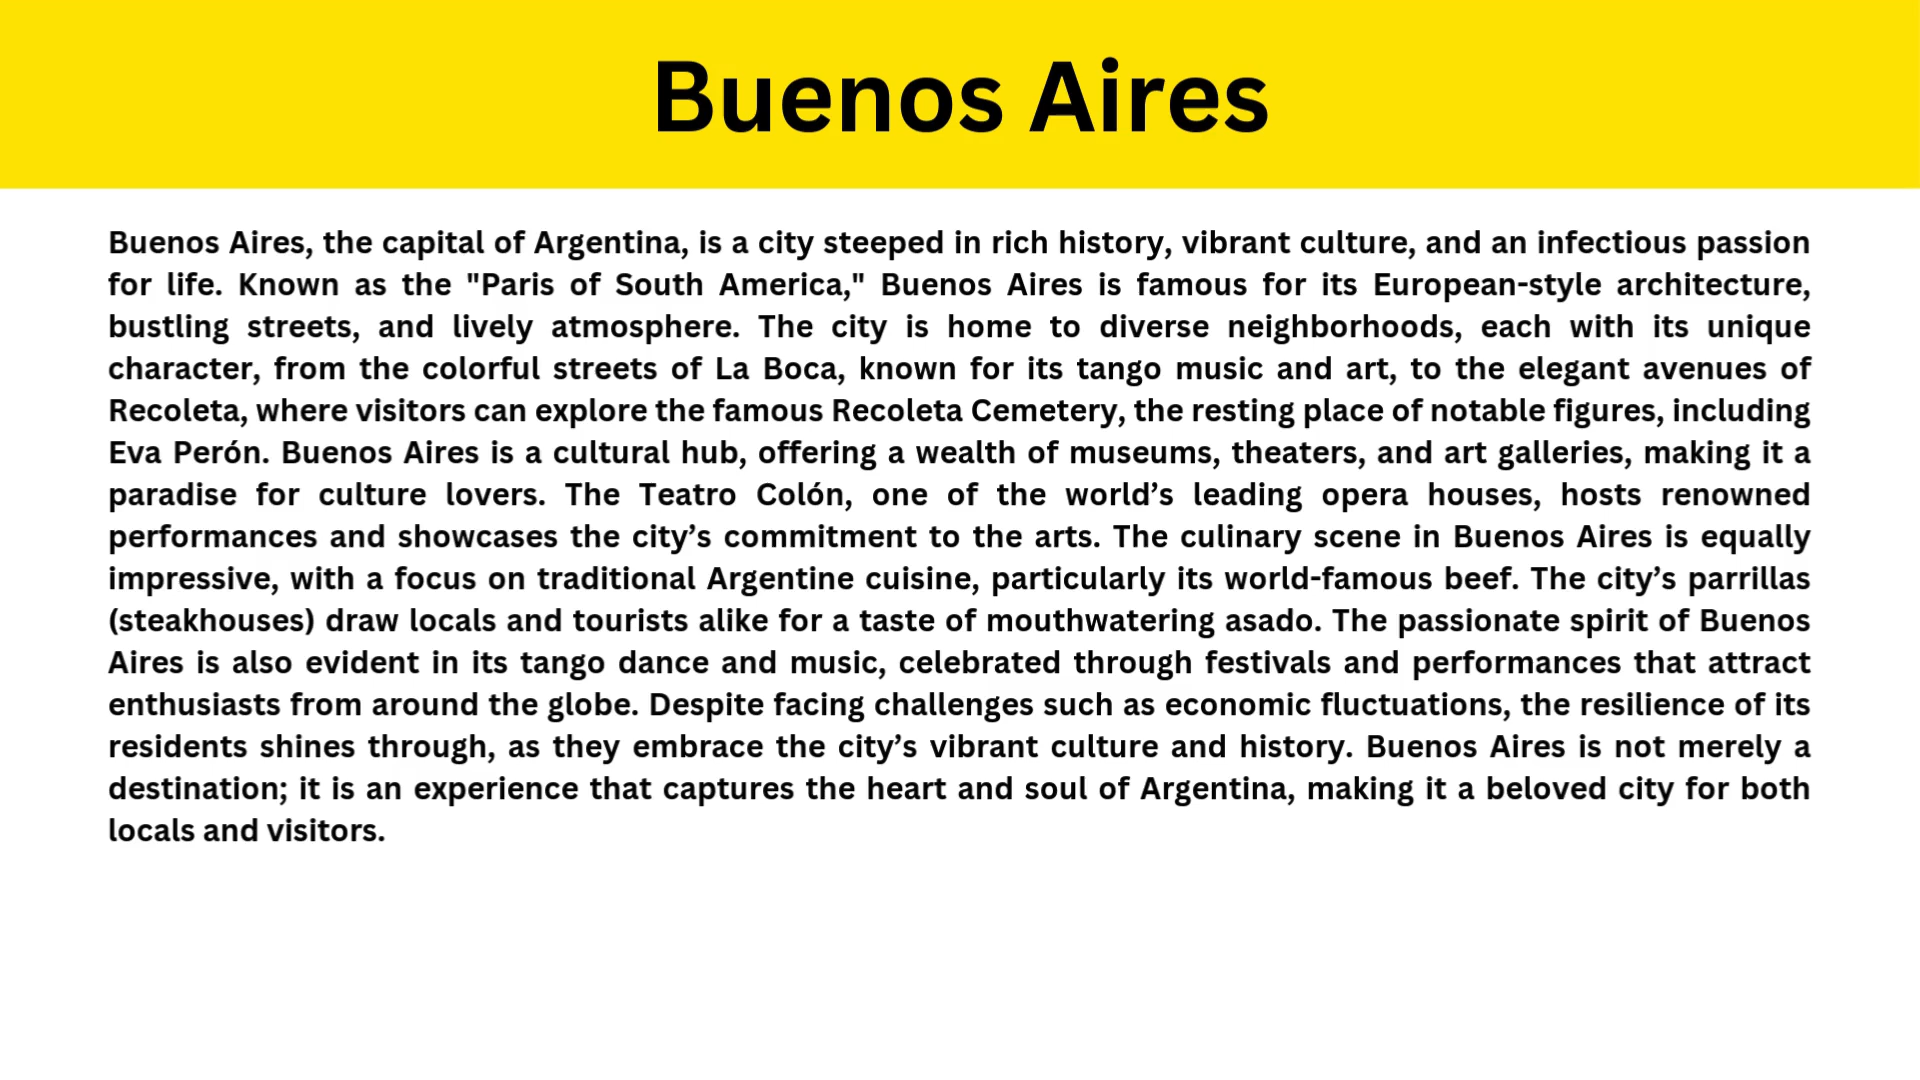 Buenos Aires
Buenos Aires, the capital of Argentina, is a city steeped in rich history, vibrant culture, and an infectious passion
for life. Known as the "Paris of South America," Buenos Aires is famous for its European-style architecture,
bustling streets, and lively atmosphere. The city is home to diverse neighborhoods, each with its unique
character, from the colorful streets of La Boca, known for its tango music and art, to the elegant avenues of
Recoleta, where visitors can explore the famous Recoleta Cemetery, the resting place of notable figures, including
Eva Perón. Buenos Aires is a cultural hub, offering a wealth of museums, theaters, and art galleries, making it a
paradise for culture lovers. The Teatro Colón, one of the world’s leading opera houses, hosts renowned
performances and showcases the city’s commitment to the arts. The culinary scene in Buenos Aires is equally
impressive, with a focus on traditional Argentine cuisine, particularly its world-famous beef. The city’s parrillas
(steakhouses) draw locals and tourists alike for a taste of mouthwatering asado. The passionate spirit of Buenos
Aires is also evident in its tango dance and music, celebrated through festivals and performances that attract
enthusiasts from around the globe. Despite facing challenges such as economic fluctuations, the resilience of its
residents shines through, as they embrace the city’s vibrant culture and history. Buenos Aires is not merely a
destination; it is an experience that captures the heart and soul of Argentina, making it a beloved city for both
locals and visitors.